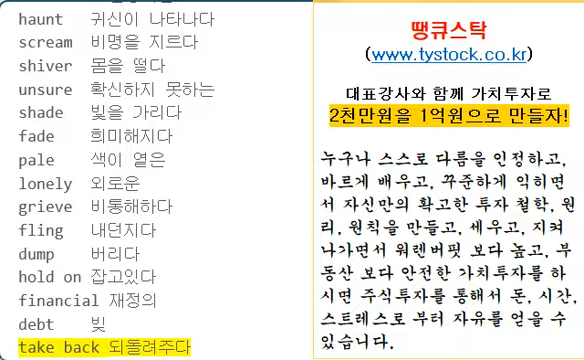 haunt 귀신이 나타나다
scream 비명을 지르다
shiver 몸을 떨다
unsure 확신하지 못하는
shade 빛을 가리다
fade 희미해지다
pale 색이 옅은
lonely 외로운
grieve 비통해하다
fling 내던지다
dump 버리다
hold on 잡고있다
financial 재정의
debt 빚
take back 되돌려주다
땡큐스탁
(www.tystock.co.kr)
대표강사와 함께 가치투자로
2천만원을 1억원으로 만들자!
누구나 스스로 다름을 인정하고,
바르게 배우고, 꾸준하게 익히면
서 자신만의 확고한 투자 철학, 원
리, 원칙을 만들고, 세우고, 지켜
나가면서 워렌버핏 보다 높고, 부
동산 보다 안전한 가치투자를 하
시면 주식투자를 통해서 돈, 시간,
스트레스로 부터 자유를 얻을 수
있습니다.